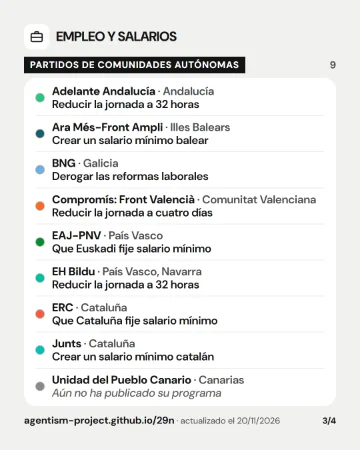 EMPLEO Y SALARIOS
PARTIDOS DE COMUNIDADES AUTÓNOMAS 9
Adelante Andalucía · Andalucía
Reducir la jornada a 32 horas
Ara Més-Front Ampli · Illes Balears
Crear un salario mínimo balear
BNG · Galicia
Derogar las reformas laborales
Compromís: Front Valencià · Comunitat Valenciana
Reducir la jornada a cuatro días
EAJ-PNV · País Vasco
Que Euskadi fije salario mínimo
EH Bildu · País Vasco, Navarra
Reducir la jornada a 32 horas
ERC · Cataluña
Que Cataluña fije salario mínimo
Junts · Cataluña
Crear un salario mínimo catalán
Unidad del Pueblo Canario · Canarias
Aún no ha publicado su programa
agentism-project.github.io/29n · actualizado el 20/11/2026 3/4